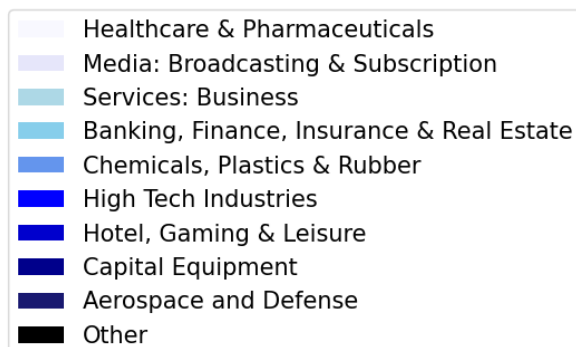 Healthcare & Pharmaceuticals
Media: Broadcasting & Subscription
Services: Business
Banking, Finance, Insurance & Real Estate
Chemicals, Plastics & Rubber
High Tech Industries
Hotel, Gaming & Leisure
Capital Equipment
Aerospace and Defense
Other